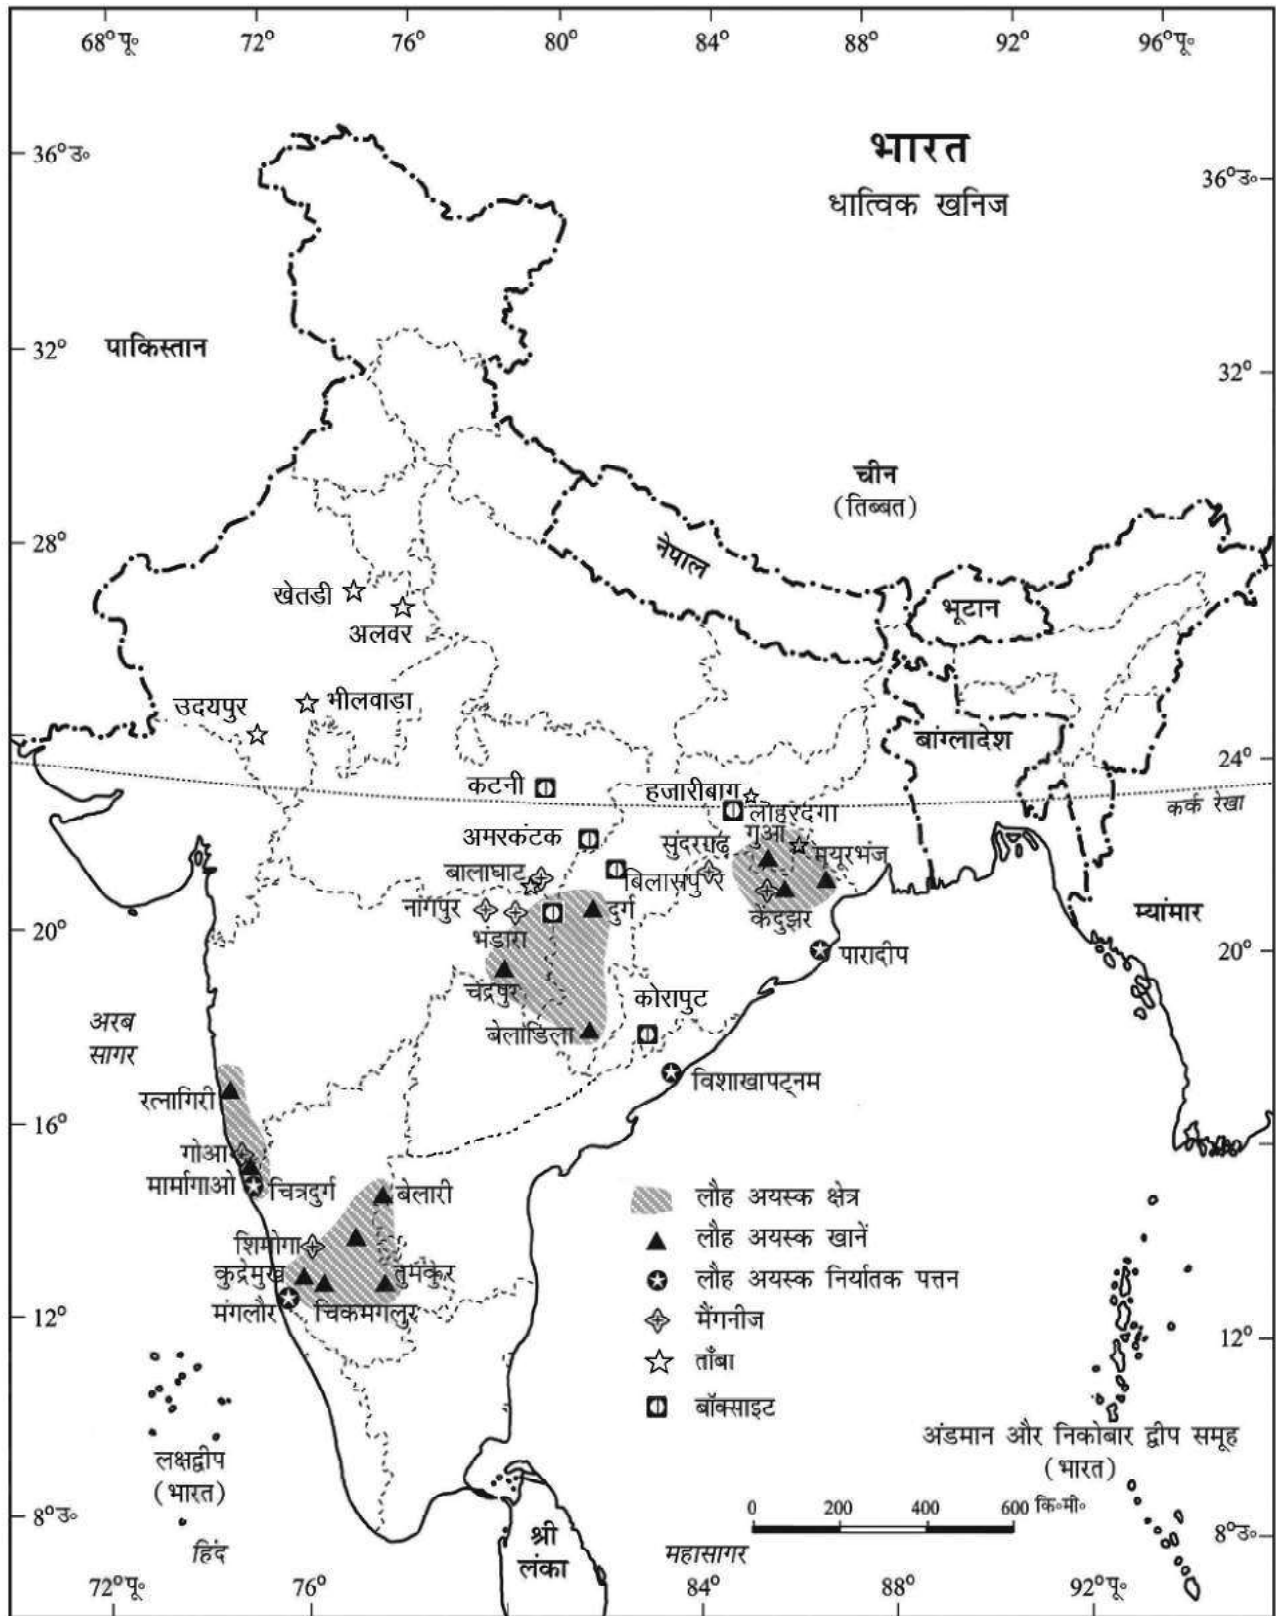 68°पू॰ 72° 76° 80° 84° 88° 92° 96°पू॰
भारत
धात्विक खनिज
36°उ॰
36°उ॰
पाकिस्तान
32°
32°
चीन
(तिब्बत)
28°
नेपाल
भूटान
खेतड़ी
अलवर
उदयपुर
भीलवाड़ा
बांग्लादेश
24°
कर्क रेखा
कटनी
हजारीबाग
लोहरदगा
अमरकंटक
सुंदरगढ़
गुआ
मयूरभंज
बालाघाट
बिलासपुर
नागपुर
दुर्ग
केंदुझर
भंडारा
म्यांमार
20°
20°
पारादीप
चंद्रपुर
कोरापुट
बेलाडिला
अरब
सागर
विशाखापट्नम
रत्नागिरी
16°
गोआ
मार्मागाओ
चित्रदुर्ग
बेलारी
शिमोगा
कुद्रेमुख
तुमकुर
मंगलौर
चिकमगलुर
लौह अयस्क क्षेत्र
लौह अयस्क खानें
लौह अयस्क निर्यातक पत्तन
मैंगनीज
ताँबा
बॉक्साइट
12°
12°
लक्षद्वीप
(भारत)
अंडमान और निकोबार द्वीप समूह
(भारत)
0 200 400 600 कि॰मी॰
8°उ॰
8°उ॰
हिंद
श्री
लंका
महासागर
72°पू॰ 76° 84° 88° 92°पू॰